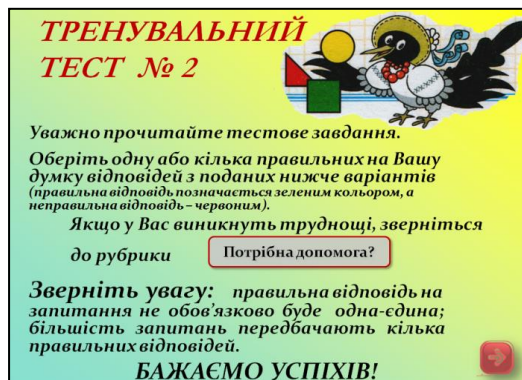 ТРЕНУВАЛЬНИЙ
ТЕСТ № 2
Уважно прочитайте тестове завдання.
Оберіть одну або кілька правильних на Вашу
думку відповідей з поданих нижче варіантів
(правильна відповідь позначається зеленим кольором, а
неправильна відповідь – червоним).
Якщо у Вас виникнуть труднощі, зверніться
до рубрики Потрібна допомога?
Зверніть увагу: правильна відповідь на
запитання не обов'язково буде одна-єдина;
більшість запитань передбачають кілька
правильних відповідей.
БАЖАЄМО УСПІХІВ!